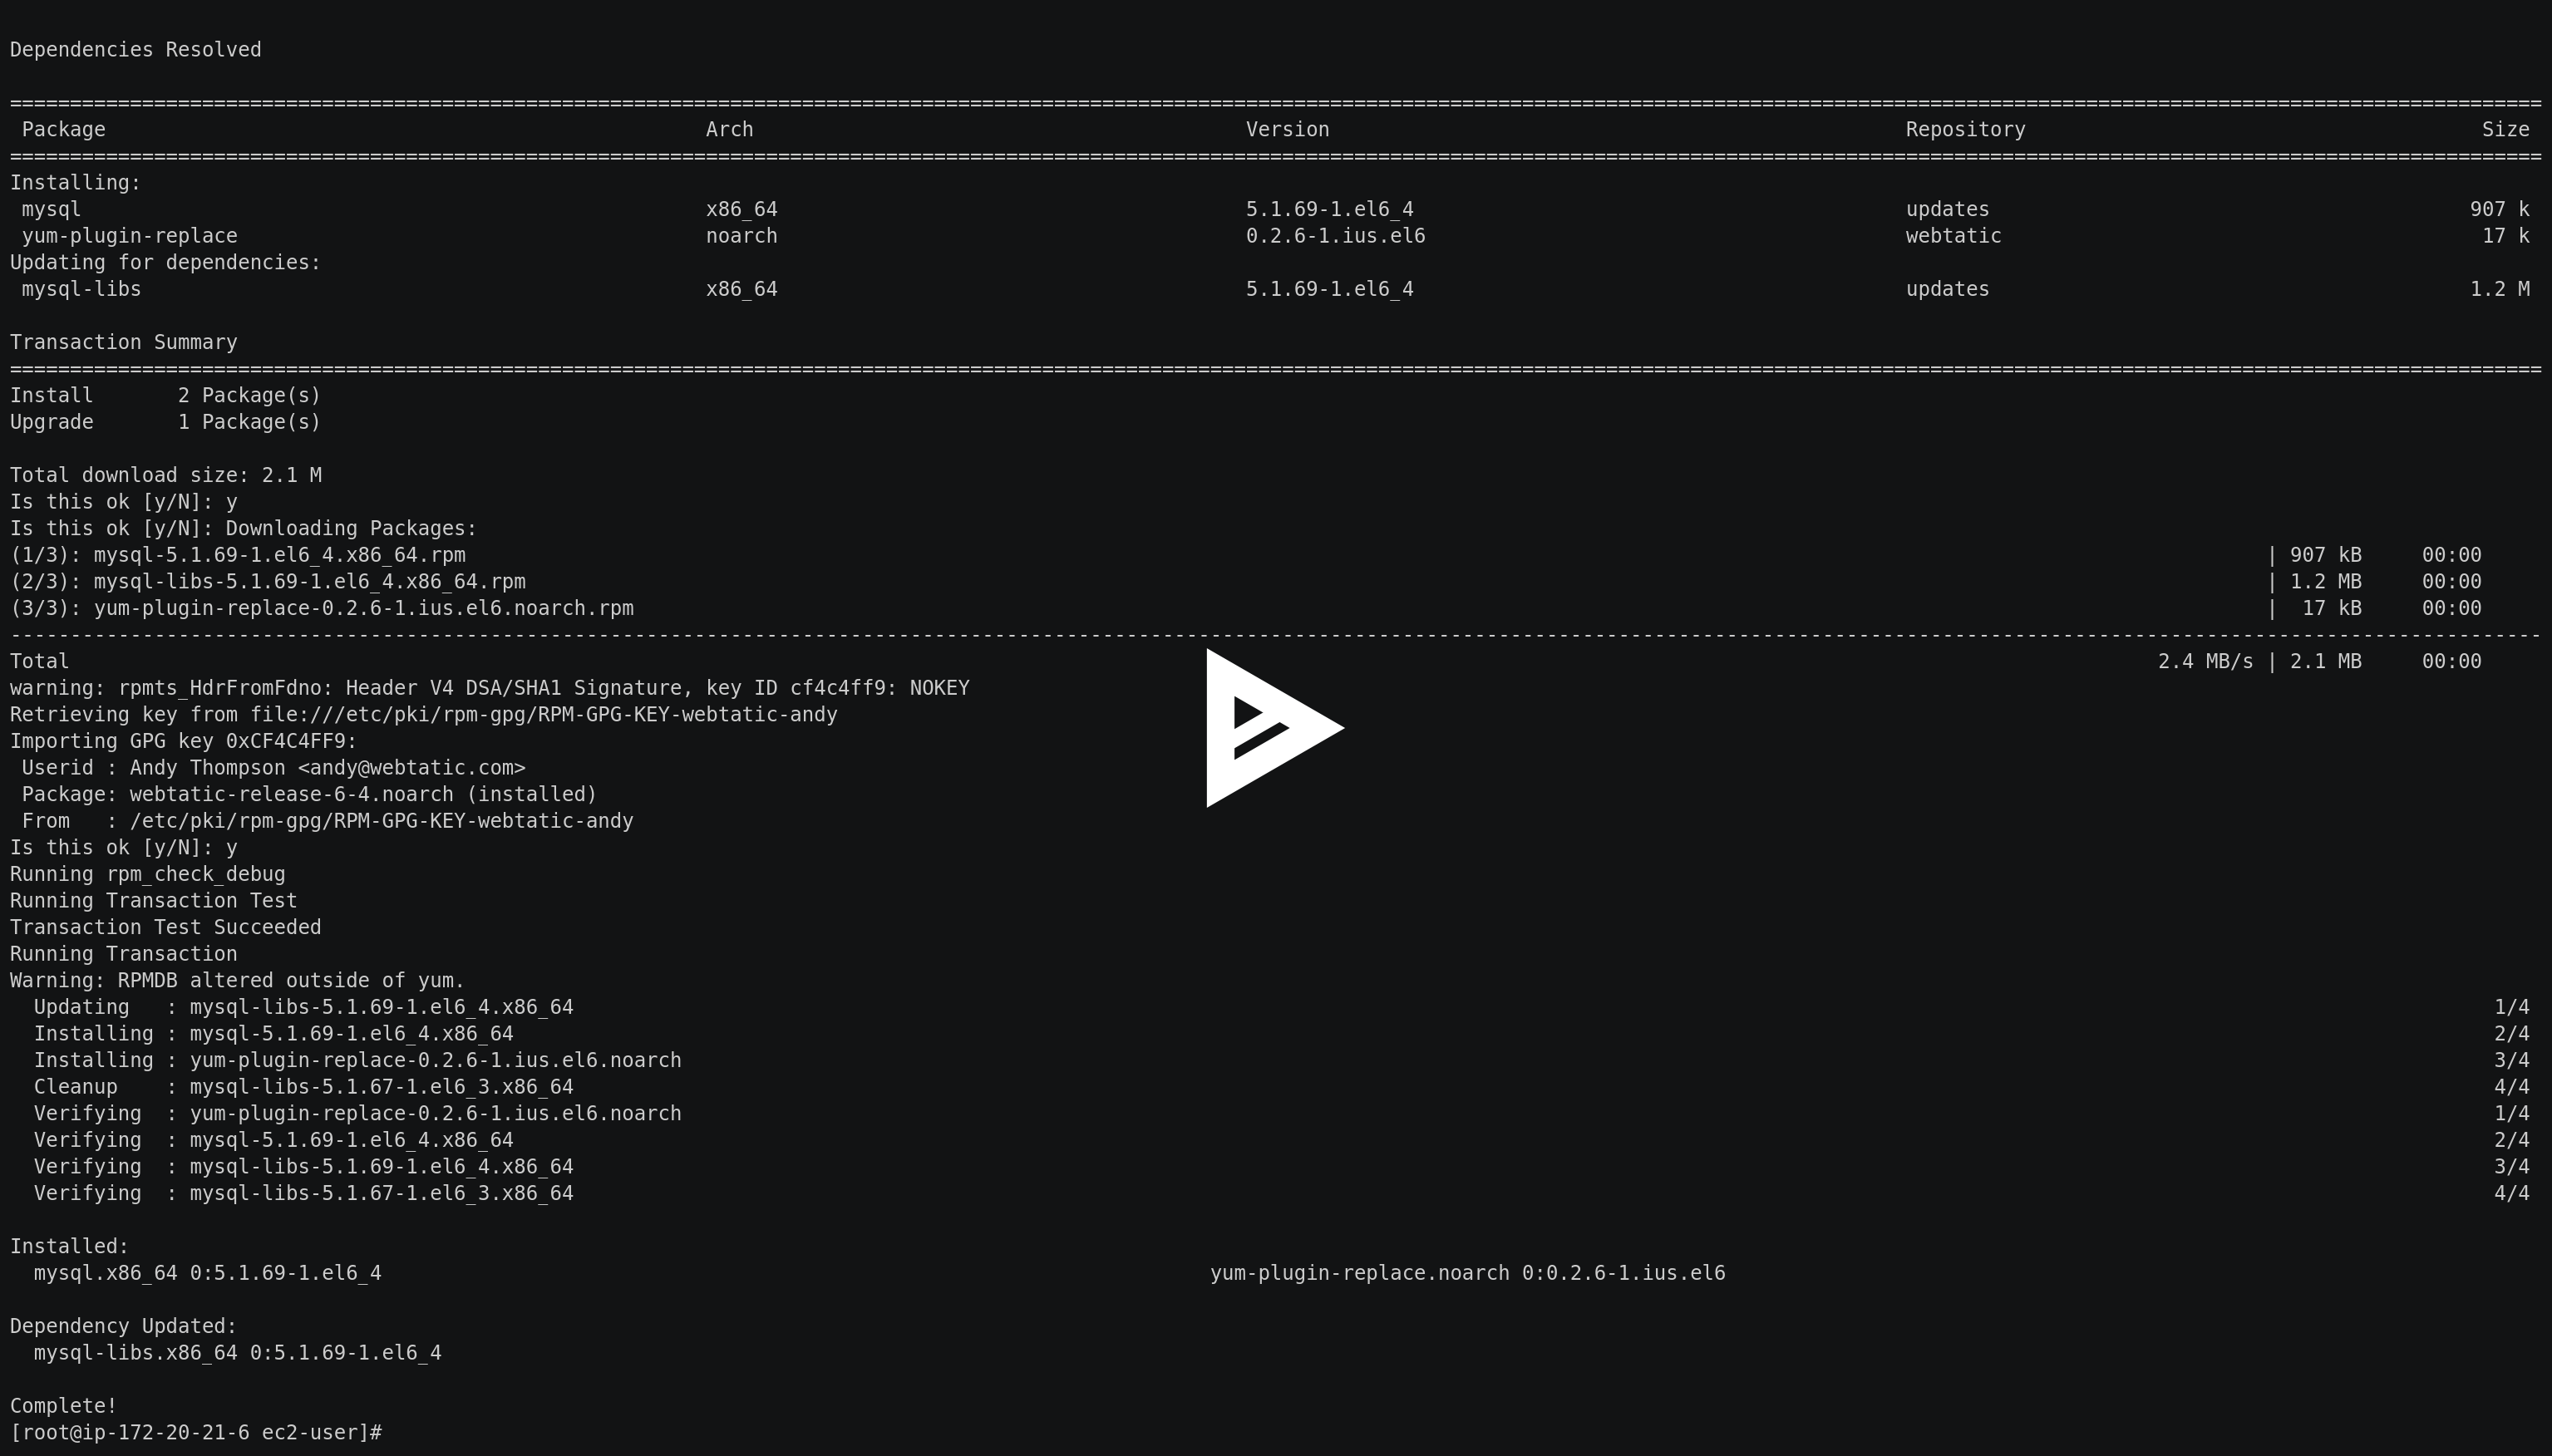 Dependencies Resolved
================================================================================
 Package    Arch    Version    Repository    Size
================================================================================
Installing:
 mysql    x86_64    5.1.69-1.el6_4    updates    907 k
 yum-plugin-replace    noarch    0.2.6-1.ius.el6    webtatic    17 k
Updating for dependencies:
 mysql-libs    x86_64    5.1.69-1.el6_4    updates    1.2 M
Transaction Summary
================================================================================
Install       2 Package(s)
Upgrade       1 Package(s)
Total download size: 2.1 M
Is this ok [y/N]: y
Is this ok [y/N]: Downloading Packages:
(1/3): mysql-5.1.69-1.el6_4.x86_64.rpm    | 907 kB     00:00
(2/3): mysql-libs-5.1.69-1.el6_4.x86_64.rpm    | 1.2 MB     00:00
(3/3): yum-plugin-replace-0.2.6-1.ius.el6.noarch.rpm    |  17 kB     00:00
--------------------------------------------------------------------------------
Total    2.4 MB/s | 2.1 MB     00:00
warning: rpmts_HdrFromFdno: Header V4 DSA/SHA1 Signature, key ID cf4c4ff9: NOKEY
Retrieving key from file:///etc/pki/rpm-gpg/RPM-GPG-KEY-webtatic-andy
Importing GPG key 0xCF4C4FF9:
 Userid : Andy Thompson <andy@webtatic.com>
 Package: webtatic-release-6-4.noarch (installed)
 From   : /etc/pki/rpm-gpg/RPM-GPG-KEY-webtatic-andy
Is this ok [y/N]: y
Running rpm_check_debug
Running Transaction Test
Transaction Test Succeeded
Running Transaction
Warning: RPMDB altered outside of yum.
  Updating   : mysql-libs-5.1.69-1.el6_4.x86_64    1/4
  Installing : mysql-5.1.69-1.el6_4.x86_64    2/4
  Installing : yum-plugin-replace-0.2.6-1.ius.el6.noarch    3/4
  Cleanup    : mysql-libs-5.1.67-1.el6_3.x86_64    4/4
  Verifying  : yum-plugin-replace-0.2.6-1.ius.el6.noarch    1/4
  Verifying  : mysql-5.1.69-1.el6_4.x86_64    2/4
  Verifying  : mysql-libs-5.1.69-1.el6_4.x86_64    3/4
  Verifying  : mysql-libs-5.1.67-1.el6_3.x86_64    4/4
Installed:
  mysql.x86_64 0:5.1.69-1.el6_4    yum-plugin-replace.noarch 0:0.2.6-1.ius.el6
Dependency Updated:
  mysql-libs.x86_64 0:5.1.69-1.el6_4
Complete!
[root@ip-172-20-21-6 ec2-user]#